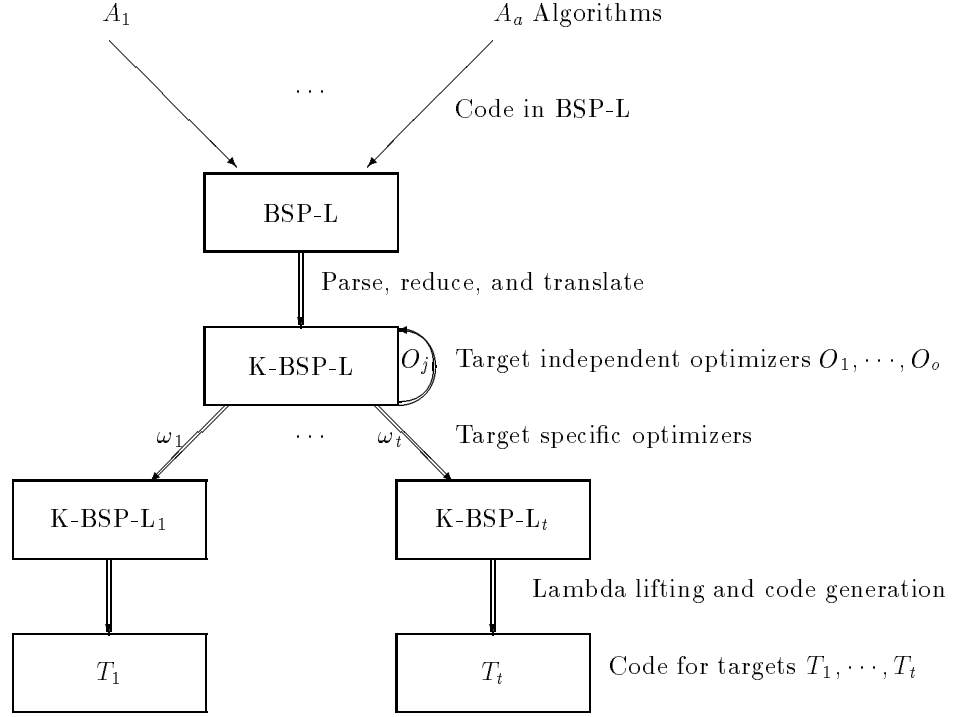 A₁
Aₐ Algorithms
· · ·
Code in BSP-L
BSP-L
Parse, reduce, and translate
K-BSP-L
Oⱼ
Target independent optimizers O₁, · · · , Oₒ
ω₁
· · ·
ωₜ
Target specific optimizers
K-BSP-L₁
K-BSP-Lₜ
Lambda lifting and code generation
T₁
Tₜ
Code for targets T₁, · · · , Tₜ